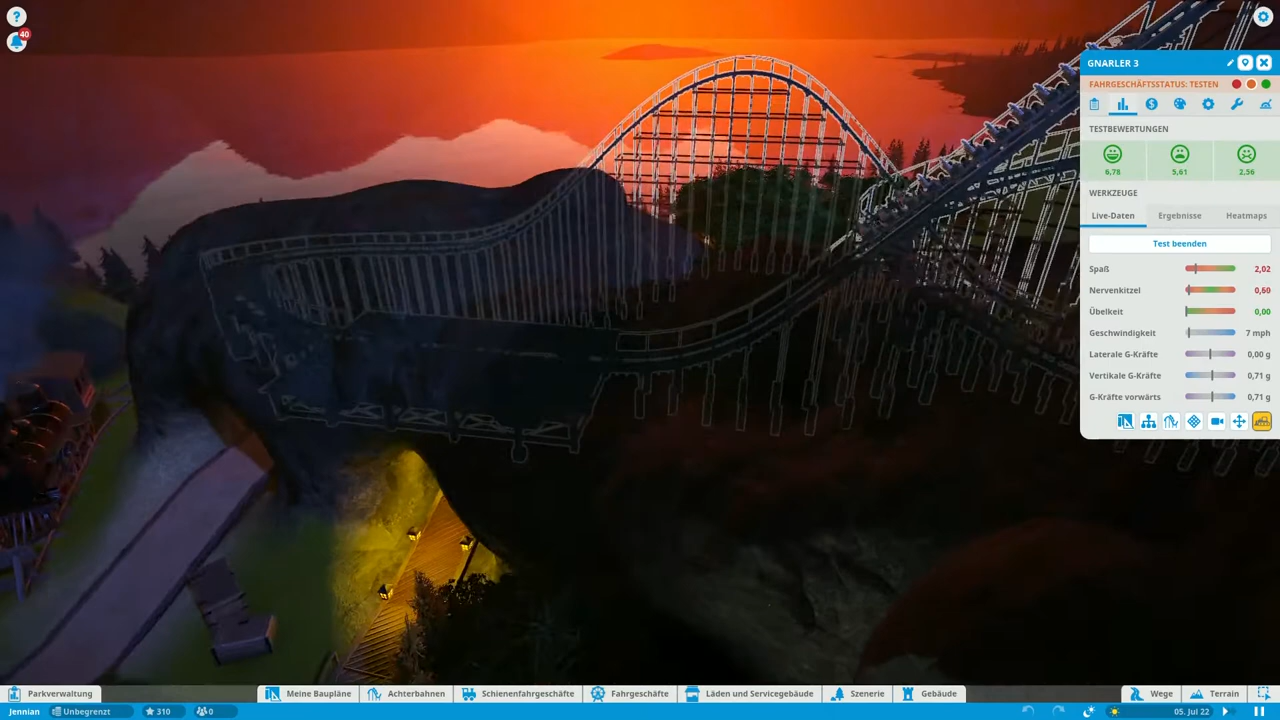 ?
40
GNARLER 3
FAHRGESCHÄFTSSTATUS: TESTEN
TESTBEWERTUNGEN
6,78 5,61 2,56
WERKZEUGE
Live-Daten Ergebnisse Heatmaps
Test beenden
Spaß 2,02
Nervenkitzel 0,60
Übelkeit 0,00
Geschwindigkeit 7 mph
Laterale G-Kräfte 0,00 g
Vertikale G-Kräfte 0,71 g
G-Kräfte vorwärts 0,71 g
Parkverwaltung Meine Baupläne Achterbahnen Schienenfahrgeschäfte Fahrgeschäfte Läden und Servicegebäude Szenerie Gebäude Wege Terrain
Jennian Unbegrenzt 310 0 05. Jul 22